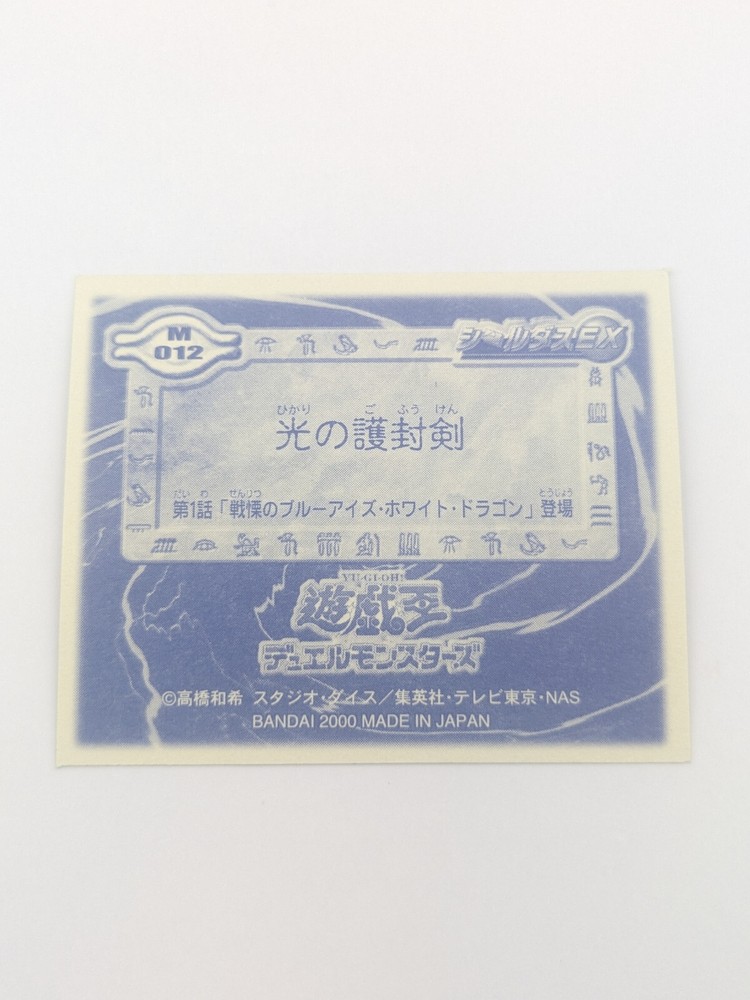 M
012
シールダスEX
ひかり ご ふう けん
光の護封剣
だい わ せんりつ とうじょう
第1話「戦慄のブルーアイズ・ホワイト・ドラゴン」登場
YU-GI-OH!
遊戯王
デュエルモンスターズ
©高橋和希 スタジオ・ダイス／集英社・テレビ東京・NAS
BANDAI 2000 MADE IN JAPAN